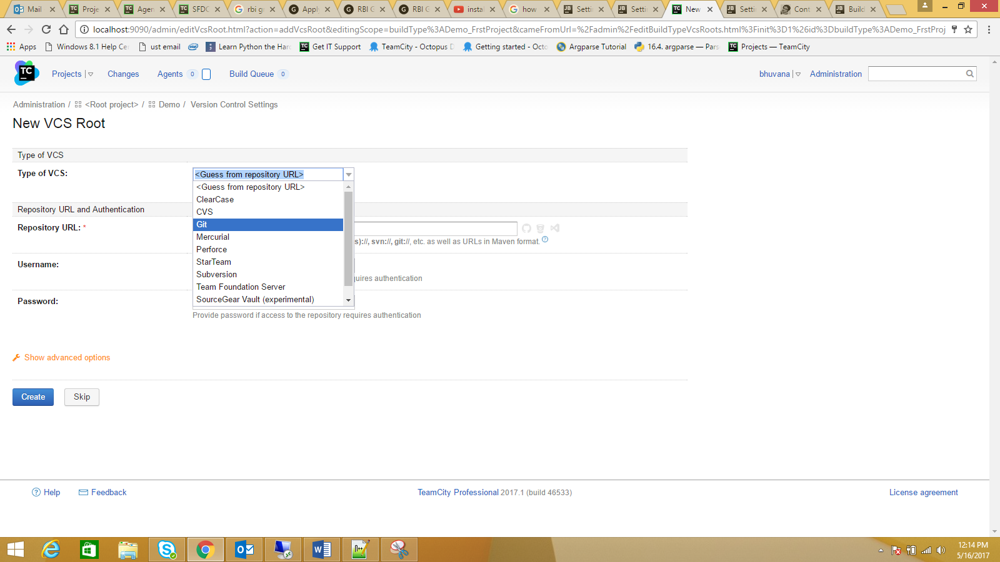 Mail
Proje
Agen
SFDC
rbi g
Apply
RBI G
RBI G
instal
how
Settin
Settin
New
Settin
Cont
Build
localhost:9090/admin/editVcsRoot.html?action=addVcsRoot&editingScope=buildType%3ADemo_FrstProject&cameFromUrl=%2Fadmin%2FeditBuildTypeVcsRoots.html%3Finit%3D1%26id%3DbuildType%3ADemo_FrstProj
Apps
Windows 8.1 Help Ce
ust email
Learn Python the Har
Get IT Support
TeamCity - Octopus D
Getting started - Octo
Argparse Tutorial
16.4. argparse — Pars
Projects — TeamCity
TC
Projects
Changes
Agents 0
Build Queue 0
bhuvana
Administration
Administration / <Root project> / Demo / Version Control Settings
New VCS Root
Type of VCS
Type of VCS:
<Guess from repository URL>
<Guess from repository URL>
ClearCase
CVS
Git
Mercurial
Perforce
StarTeam
Subversion
Team Foundation Server
SourceGear Vault (experimental)
Repository URL and Authentication
Repository URL: *
s)://, svn://, git://, etc. as well as URLs in Maven format.
Username:
quires authentication
Password:
Provide password if access to the repository requires authentication
Show advanced options
Create
Skip
Help
Feedback
TeamCity Professional 2017.1 (build 46533)
License agreement
12:14 PM
5/16/2017